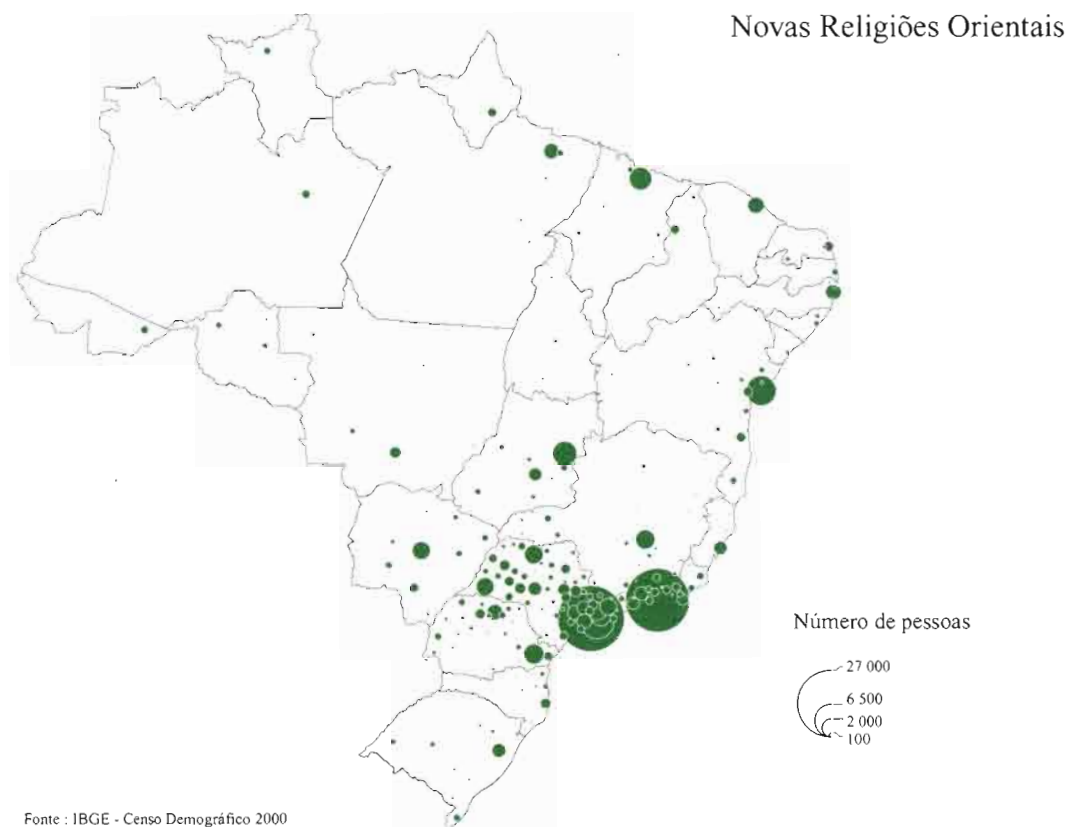 Novas Religiões Orientais
Número de pessoas
27 000
6 500
2 000
100
Fonte : IBGE - Censo Demográfico 2000